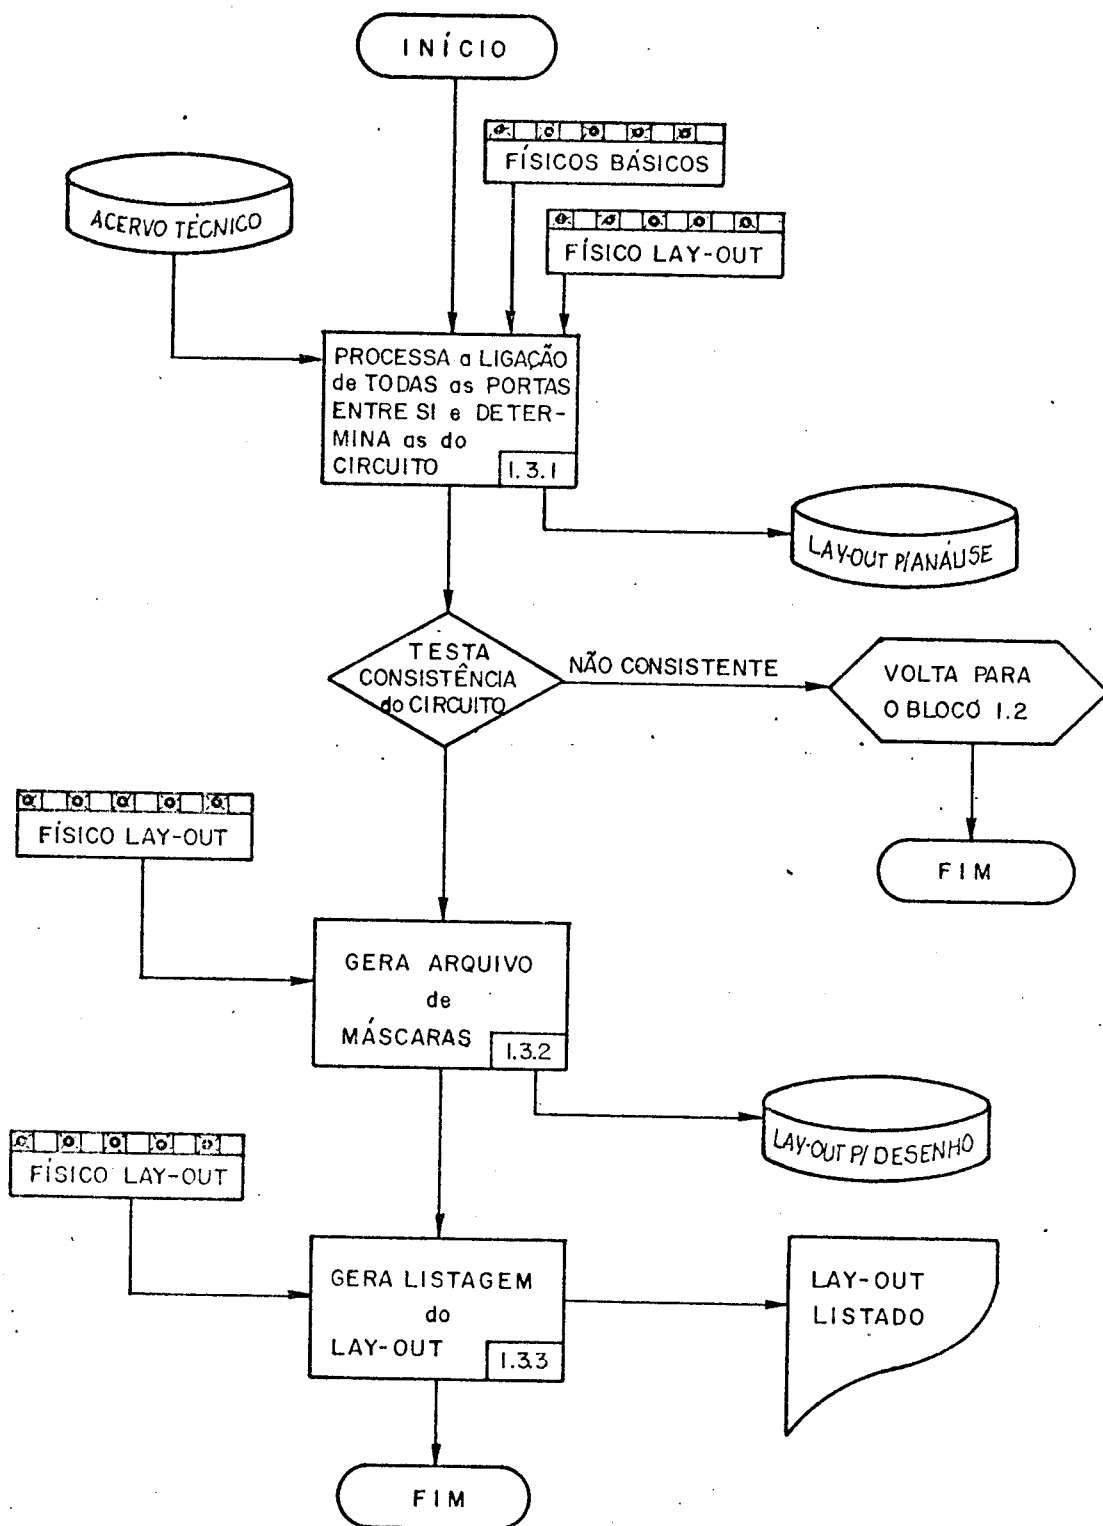 INÍCIO
FÍSICOS BÁSICOS
ACERVO TÉCNICO
FÍSICO LAY-OUT
PROCESSA a LIGAÇÃO
de TODAS as PORTAS
ENTRE SI e DETER-
MINA as do
CIRCUITO
1.3.1
LAY-OUT P/ANÁLISE
TESTA
CONSISTÊNCIA
do CIRCUITO
NÃO CONSISTENTE
VOLTA PARA
O BLOCO 1.2
FÍSICO LAY-OUT
FIM
GERA ARQUIVO
de
MÁSCARAS
1.3.2
LAY-OUT P/ DESENHO
FÍSICO LAY-OUT
GERA LISTAGEM
do
LAY-OUT
1.3.3
LAY-OUT
LISTADO
FIM